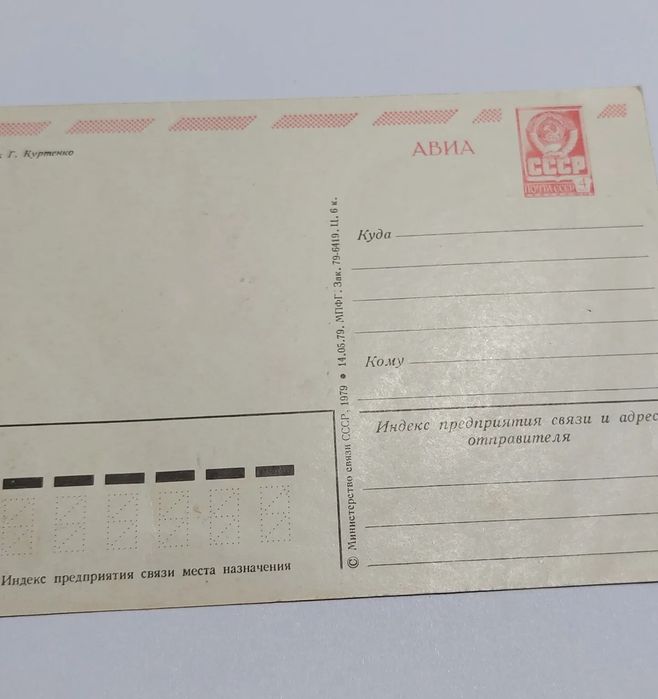 Г. Куртенко
АВИА
СССР
ПОЧТА СССР
4
Куда
Кому
© Министерство связи СССР, 1979 ● 14.05.79. МПФГ. Зак. 79-6419. Ц. 6 к.
Индекс предприятия связи и адрес
отправителя
Индекс предприятия связи места назначения